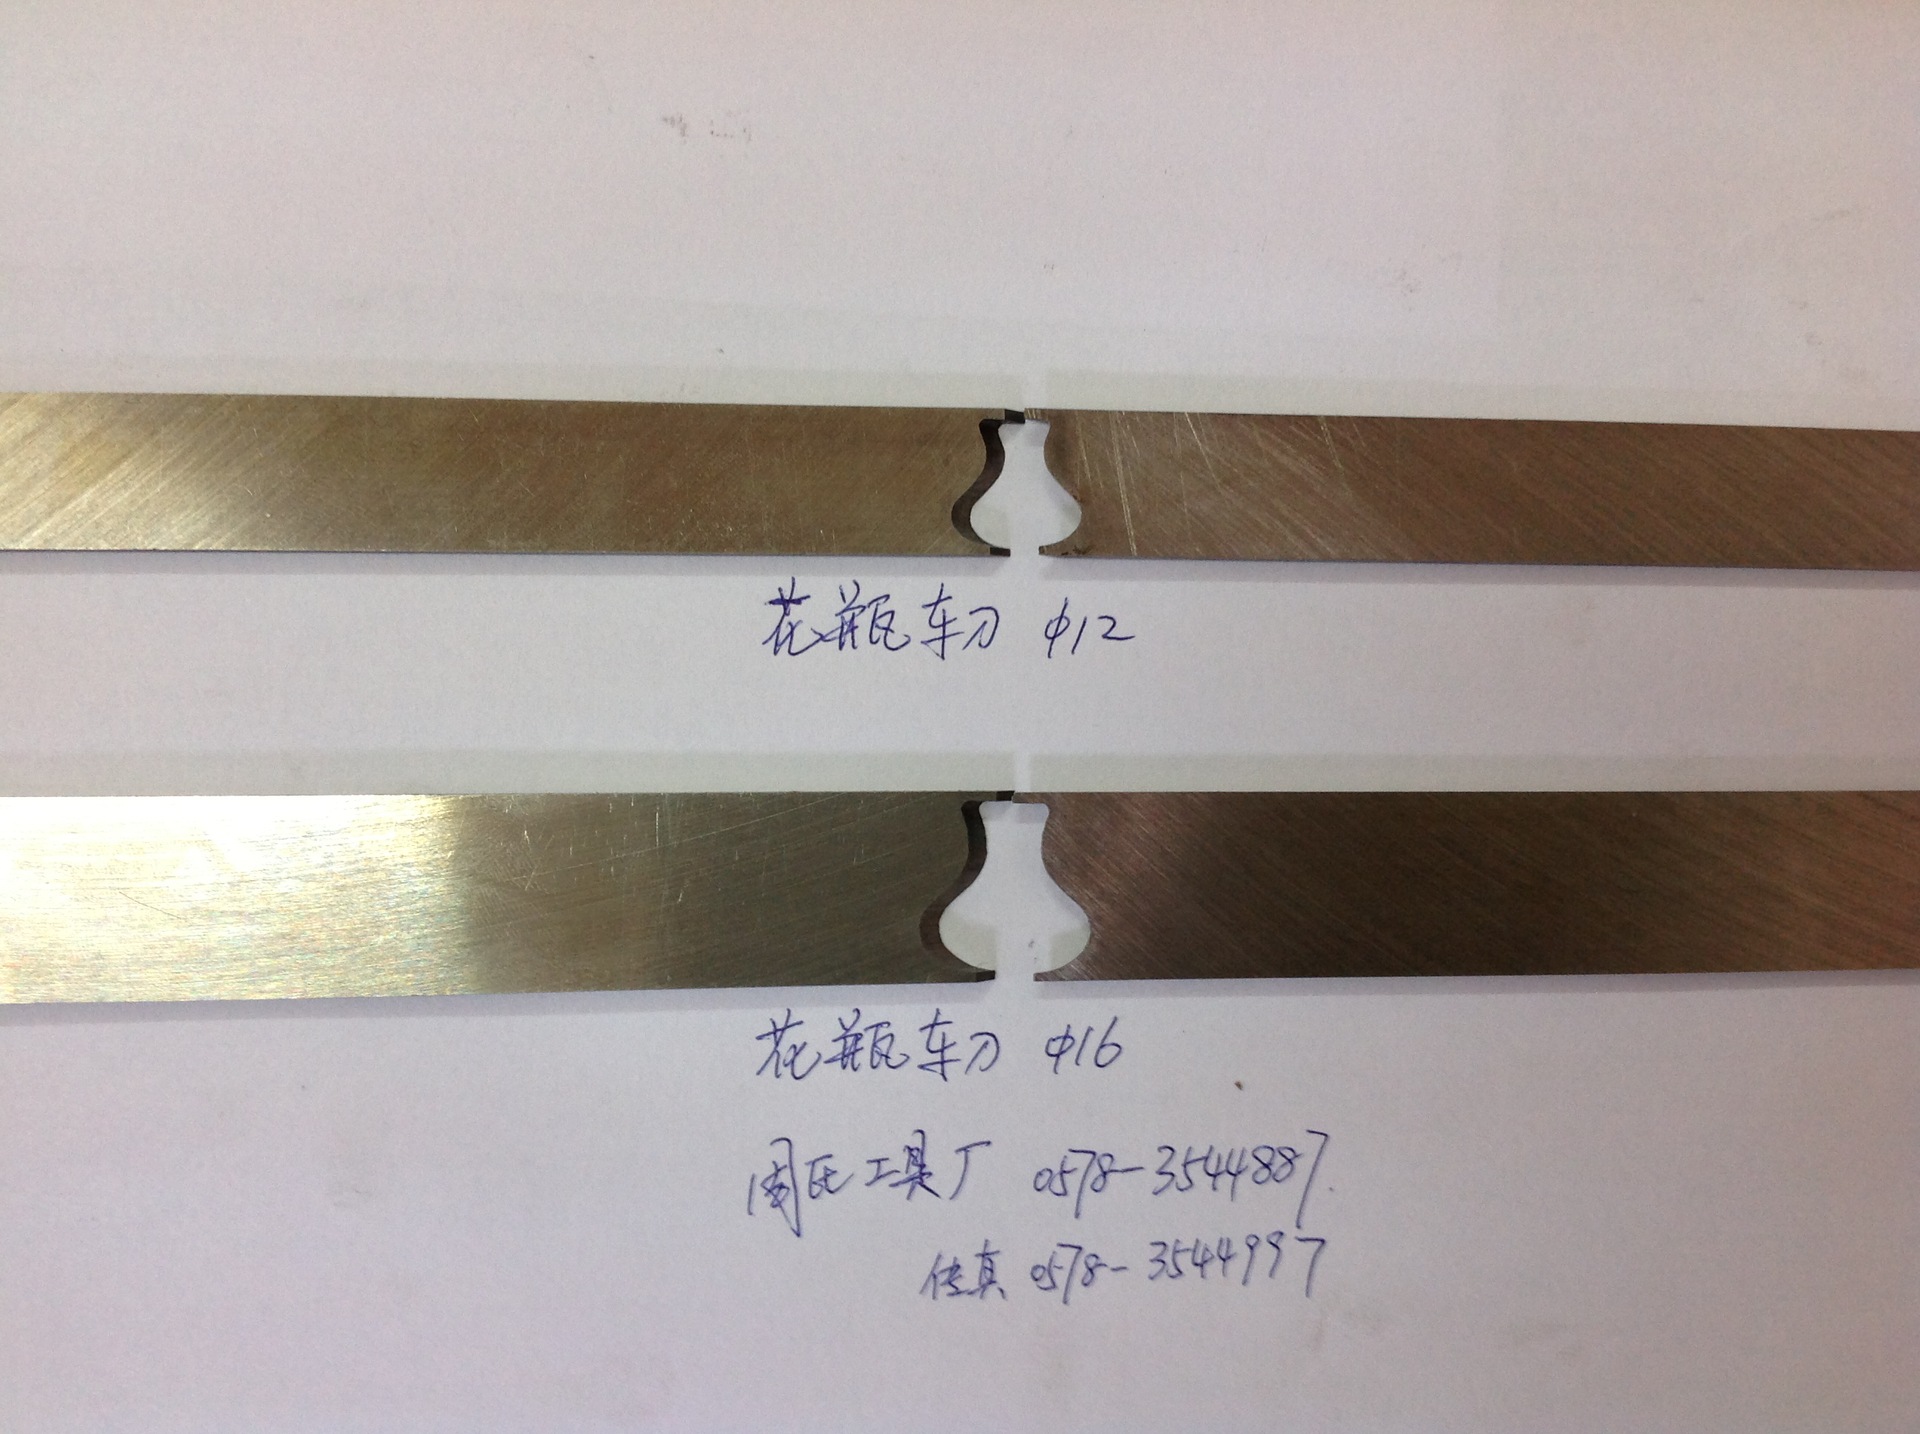 花瓶车刀 φ12
花瓶车刀 φ16
周氏工具厂 0578-3544887.
传真 0578-3544997